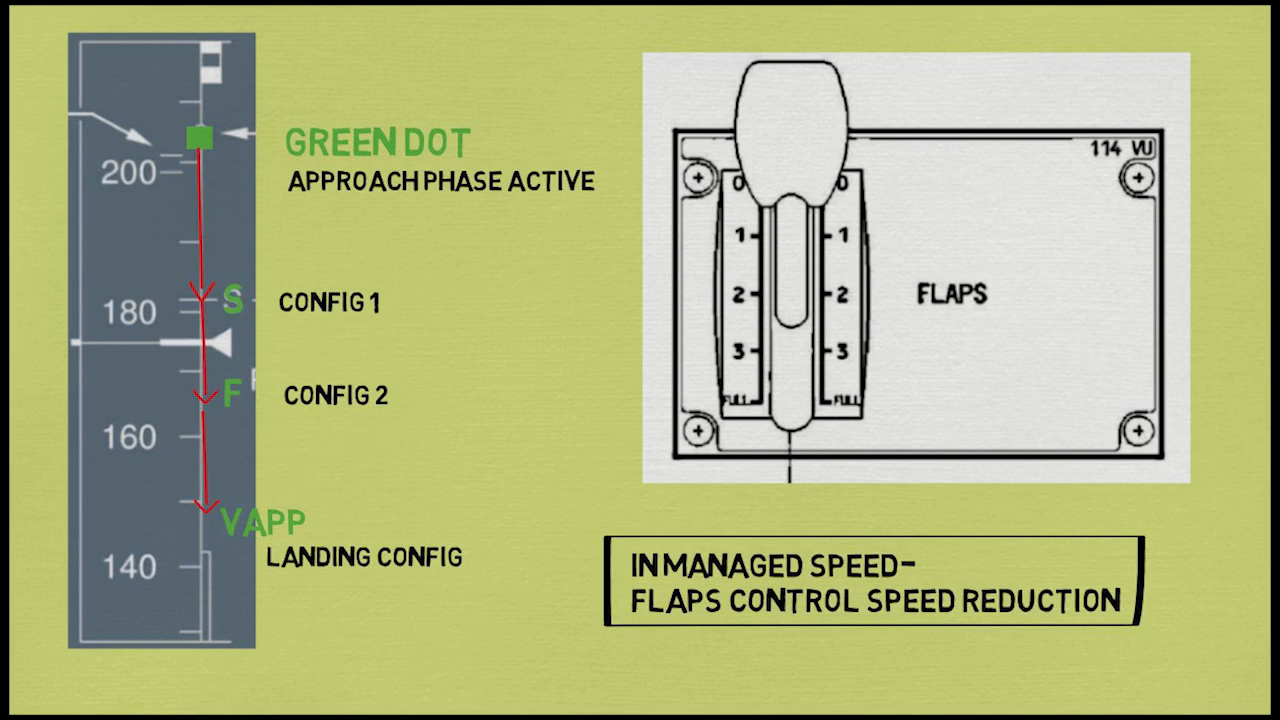 200
180
160
140
GREEN DOT
APPROACH PHASE ACTIVE
S
CONFIG 1
F
CONFIG 2
VAPP
LANDING CONFIG
114 VU
0 0
1 1
2 2
3 3
FULL FULL
FLAPS
IN MANAGED SPEED-
FLAPS CONTROL SPEED REDUCTION